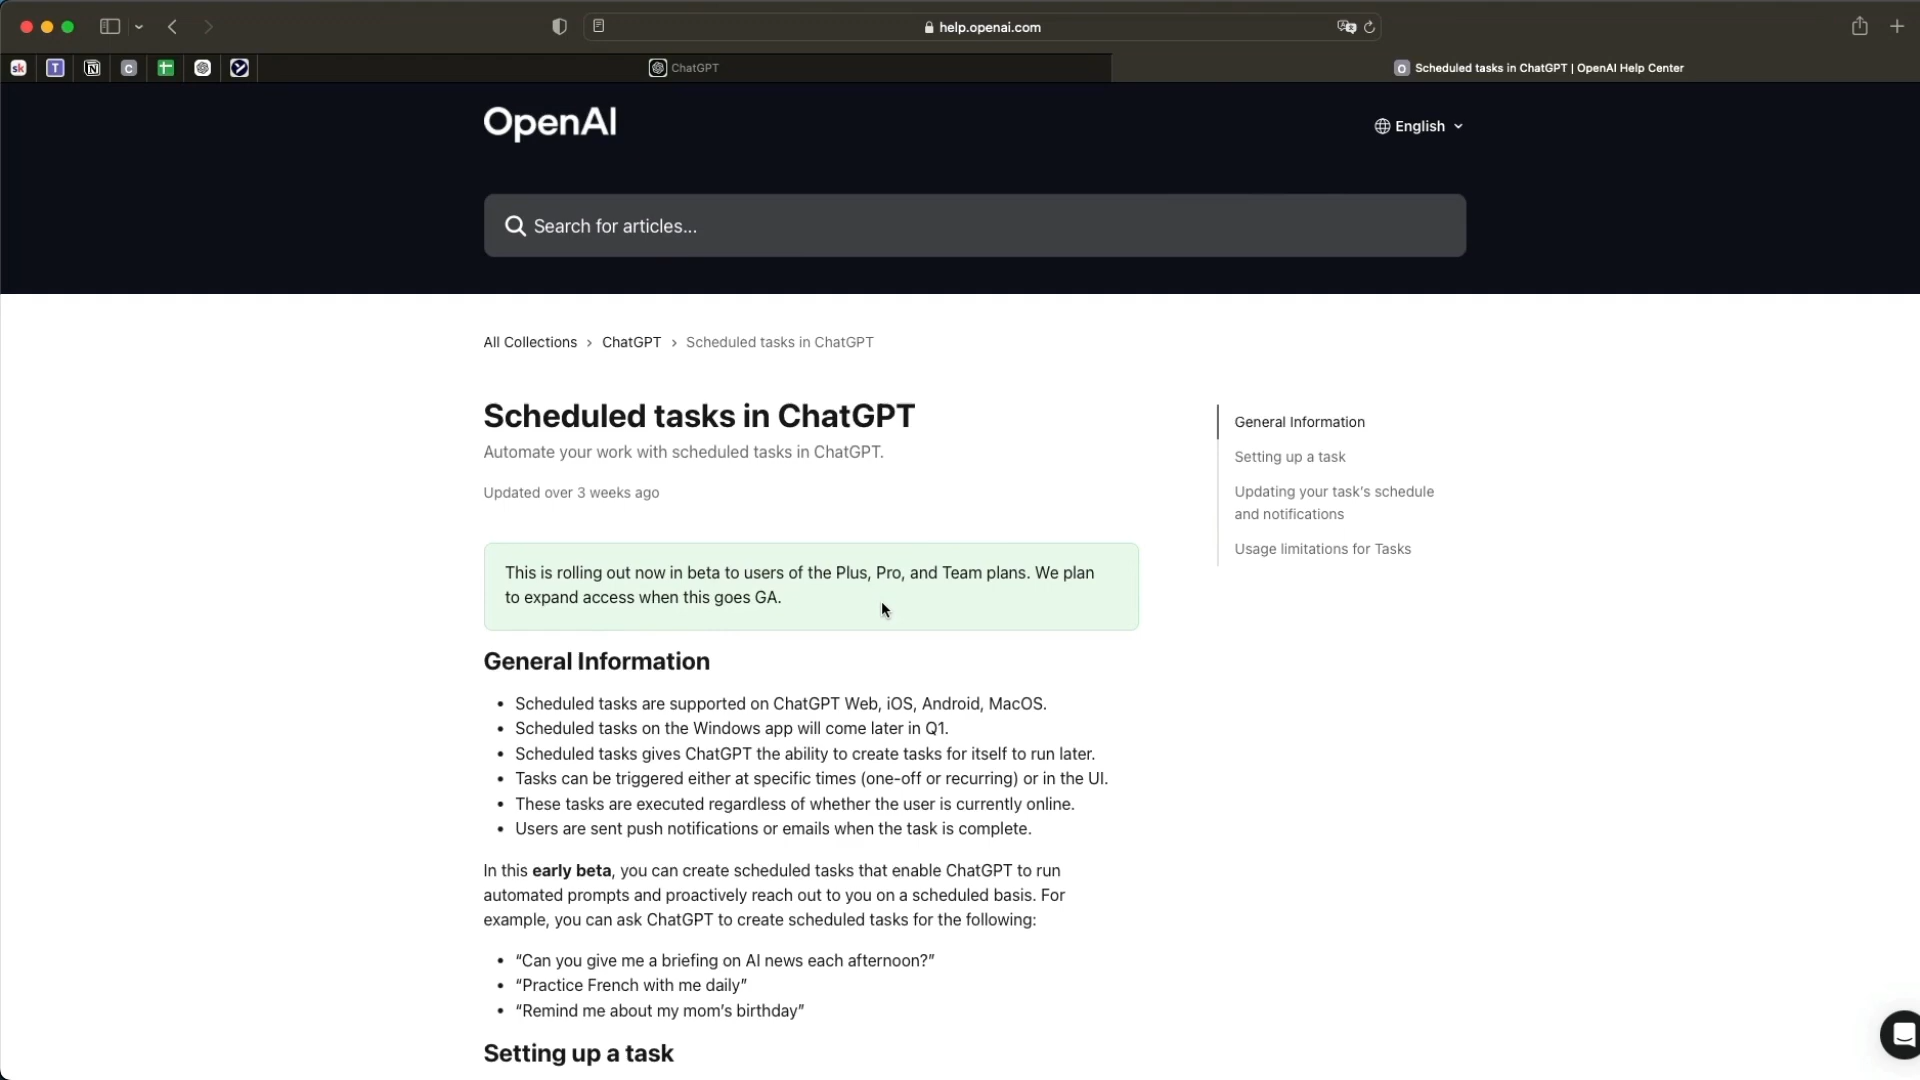 help.openai.com
sk
T
C
ChatGPT
O
Scheduled tasks in ChatGPT | OpenAI Help Center
OpenAI
English
Search for articles...
All Collections > ChatGPT > Scheduled tasks in ChatGPT
Scheduled tasks in ChatGPT
Automate your work with scheduled tasks in ChatGPT.
Updated over 3 weeks ago
This is rolling out now in beta to users of the Plus, Pro, and Team plans. We plan
to expand access when this goes GA.
General Information
• Scheduled tasks are supported on ChatGPT Web, iOS, Android, MacOS.
• Scheduled tasks on the Windows app will come later in Q1.
• Scheduled tasks gives ChatGPT the ability to create tasks for itself to run later.
• Tasks can be triggered either at specific times (one-off or recurring) or in the UI.
• These tasks are executed regardless of whether the user is currently online.
• Users are sent push notifications or emails when the task is complete.
In this early beta, you can create scheduled tasks that enable ChatGPT to run
automated prompts and proactively reach out to you on a scheduled basis. For
example, you can ask ChatGPT to create scheduled tasks for the following:
• “Can you give me a briefing on AI news each afternoon?”
• “Practice French with me daily”
• “Remind me about my mom’s birthday”
Setting up a task
General Information
Setting up a task
Updating your task's schedule
and notifications
Usage limitations for Tasks